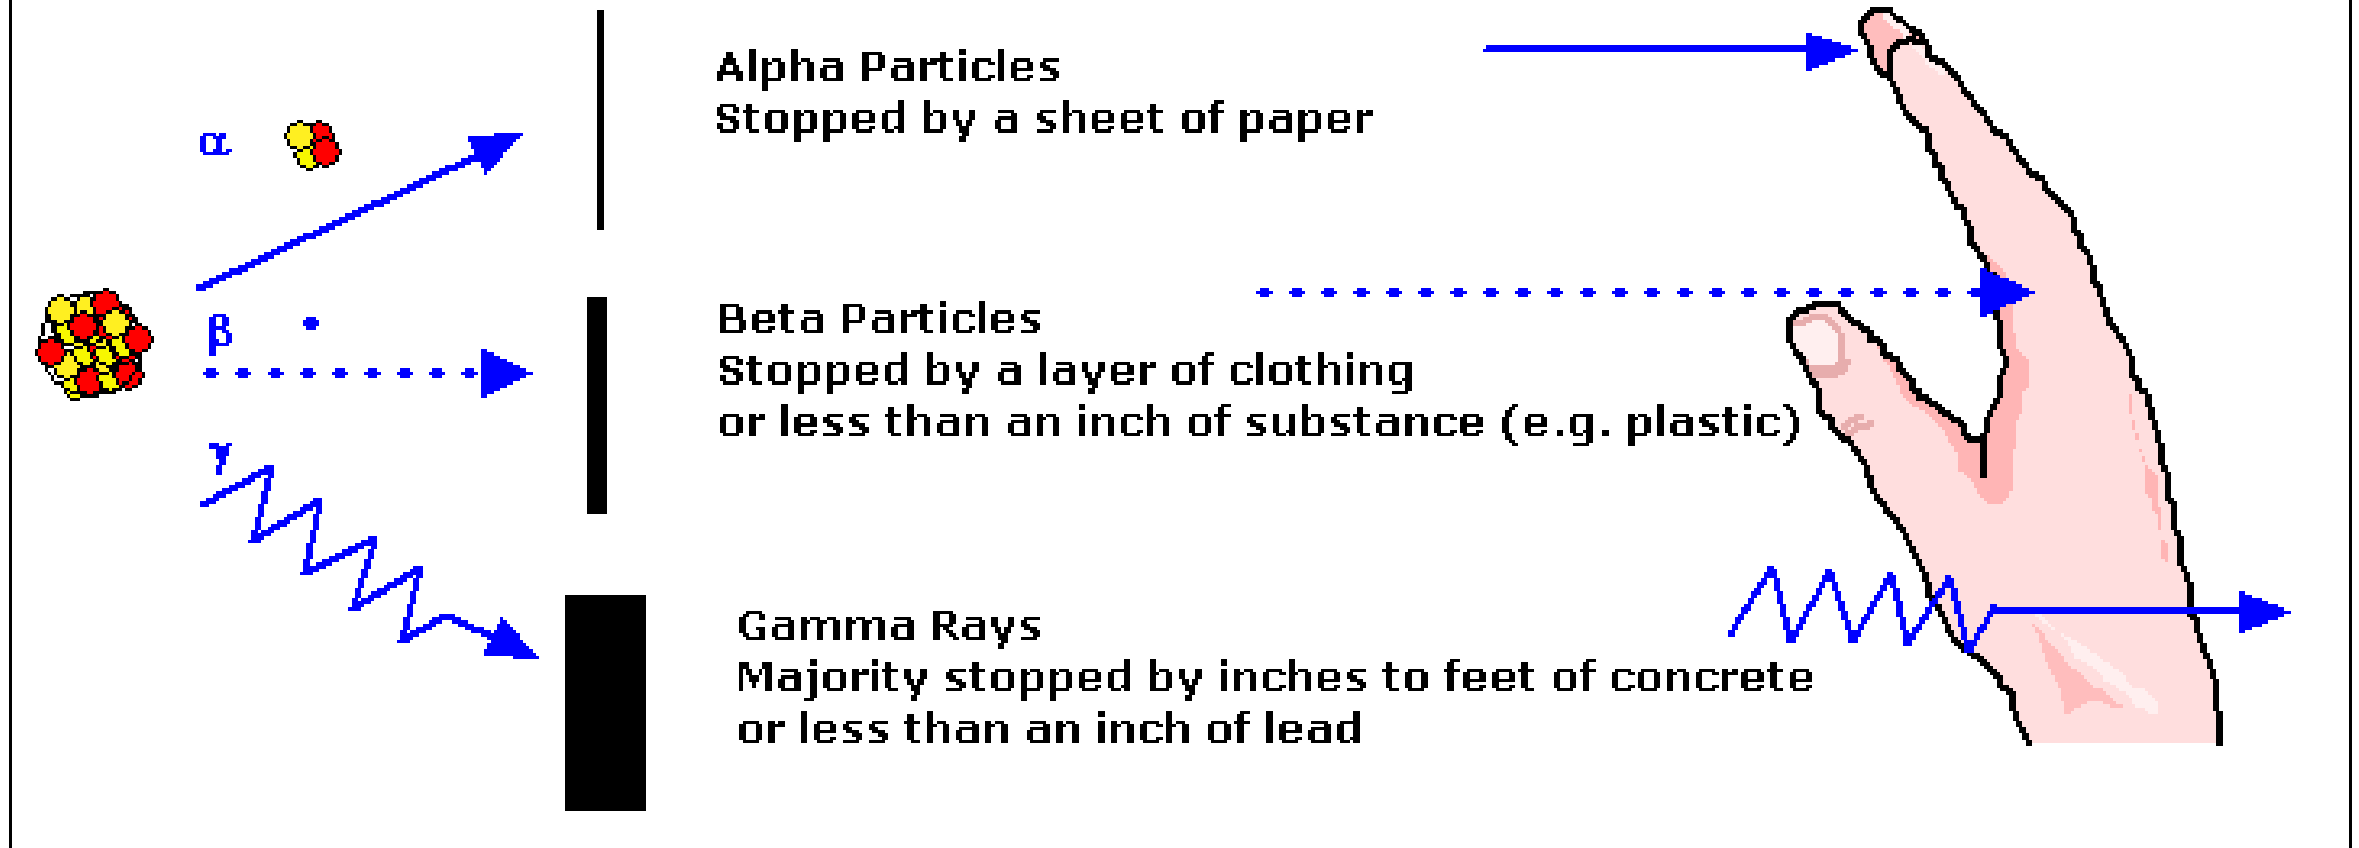 α
Alpha Particles
Stopped by a sheet of paper
β
Beta Particles
Stopped by a layer of clothing
or less than an inch of substance (e.g. plastic)
γ
Gamma Rays
Majority stopped by inches to feet of concrete
or less than an inch of lead